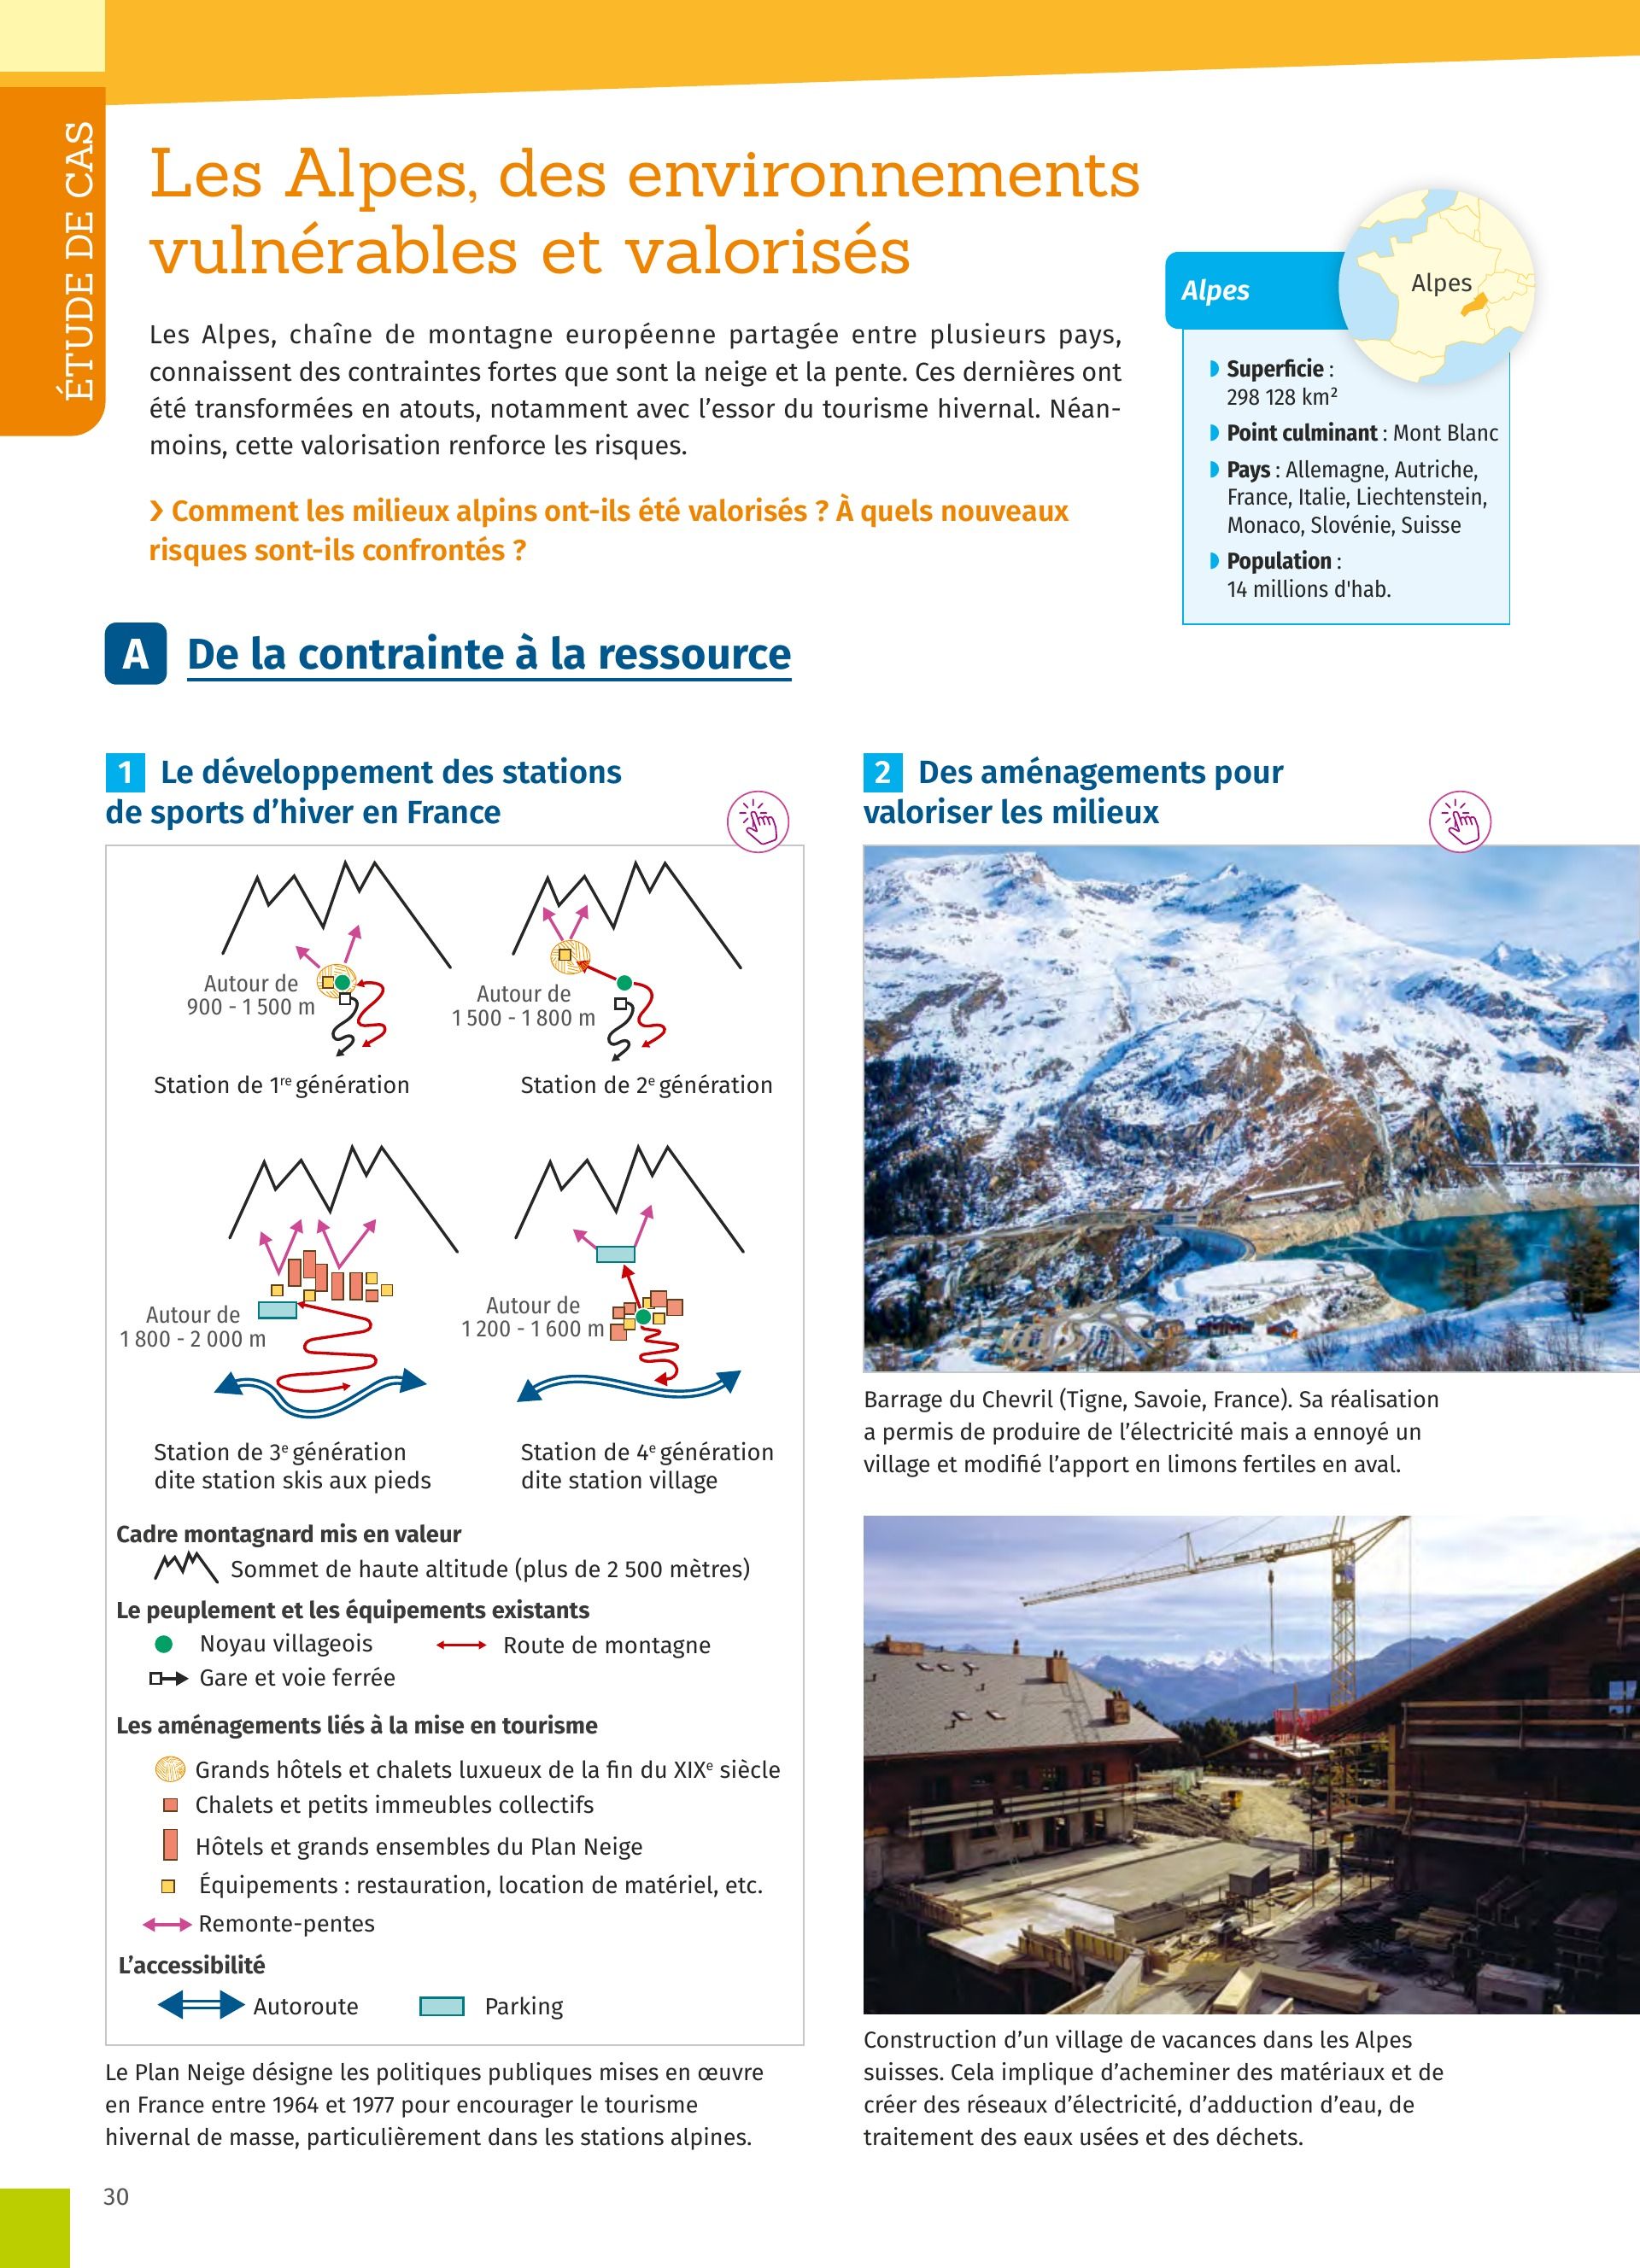 ÉTUDE DE CAS
Les Alpes, des environnements
vulnérables et valorisés
Les Alpes, chaîne de montagne européenne partagée entre plusieurs pays,
connaissent des contraintes fortes que sont la neige et la pente. Ces dernières ont
été transformées en atouts, notamment avec l’essor du tourisme hivernal. Néan-
moins, cette valorisation renforce les risques.
❯ Comment les milieux alpins ont-ils été valorisés ? À quels nouveaux
risques sont-ils confrontés ?
Alpes
Alpes
Superficie :
298 128 km²
Point culminant : Mont Blanc
Pays : Allemagne, Autriche,
France, Italie, Liechtenstein,
Monaco, Slovénie, Suisse
Population :
14 millions d'hab.
A De la contrainte à la ressource
1 Le développement des stations
de sports d’hiver en France
Autour de
900 - 1 500 m
Station de 1re génération
Autour de
1 500 - 1 800 m
Station de 2e génération
Autour de
1 800 - 2 000 m
Station de 3e génération
dite station skis aux pieds
Autour de
1 200 - 1 600 m
Station de 4e génération
dite station village
Cadre montagnard mis en valeur
Sommet de haute altitude (plus de 2 500 mètres)
Le peuplement et les équipements existants
Noyau villageois
Route de montagne
Gare et voie ferrée
Les aménagements liés à la mise en tourisme
Grands hôtels et chalets luxueux de la fin du XIXe siècle
Chalets et petits immeubles collectifs
Hôtels et grands ensembles du Plan Neige
Équipements : restauration, location de matériel, etc.
Remonte-pentes
L’accessibilité
Autoroute
Parking
Le Plan Neige désigne les politiques publiques mises en œuvre
en France entre 1964 et 1977 pour encourager le tourisme
hivernal de masse, particulièrement dans les stations alpines.
2 Des aménagements pour
valoriser les milieux
Barrage du Chevril (Tigne, Savoie, France). Sa réalisation
a permis de produire de l’électricité mais a ennoyé un
village et modifié l’apport en limons fertiles en aval.
Construction d’un village de vacances dans les Alpes
suisses. Cela implique d’acheminer des matériaux et de
créer des réseaux d’électricité, d’adduction d’eau, de
traitement des eaux usées et des déchets.
30